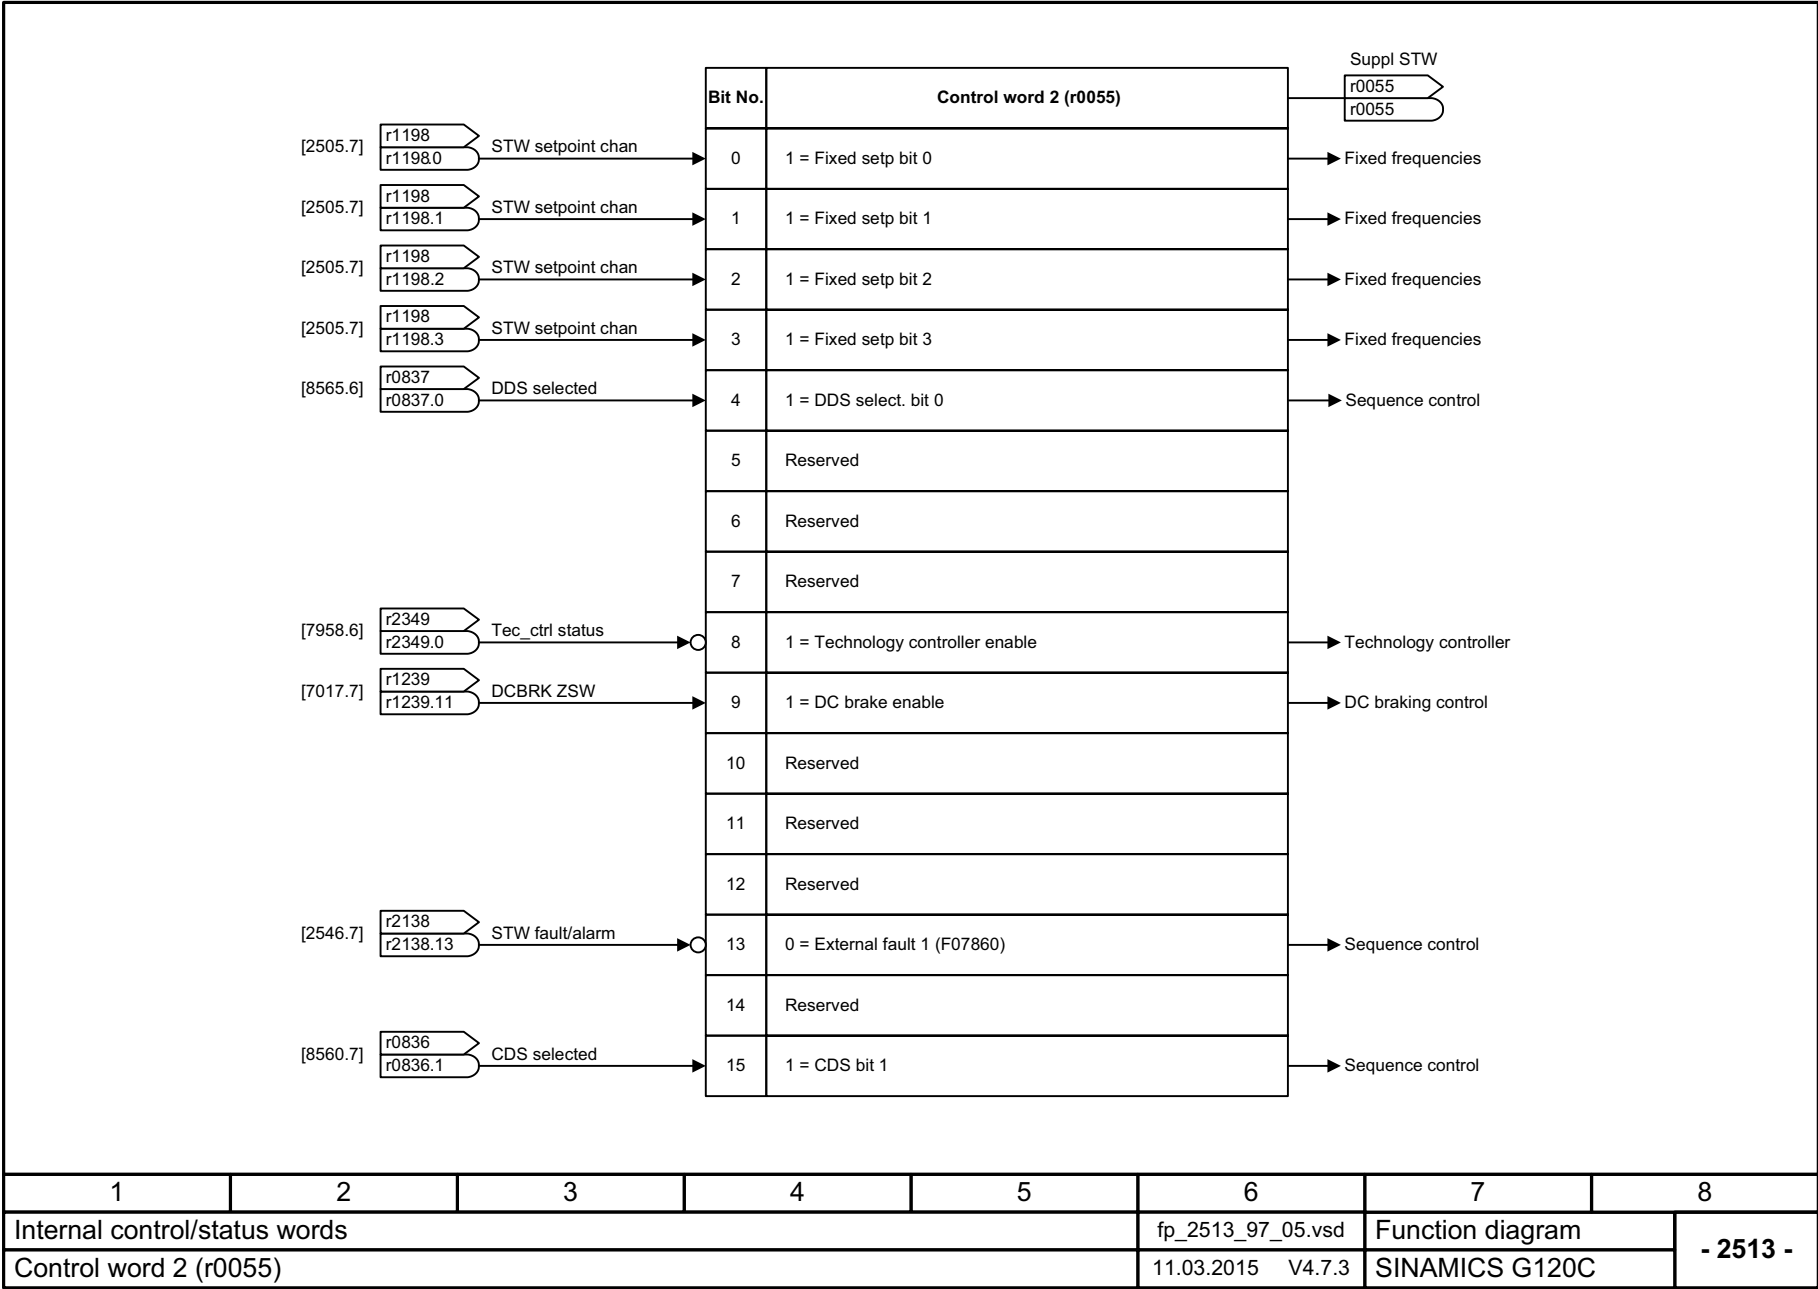 Suppl STW
r0055
r0055
Bit No. Control word 2 (r0055)
[2505.7] r1198 STW setpoint chan
r1198.0
0 1 = Fixed setp bit 0 Fixed frequencies
[2505.7] r1198 STW setpoint chan
r1198.1
1 1 = Fixed setp bit 1 Fixed frequencies
[2505.7] r1198 STW setpoint chan
r1198.2
2 1 = Fixed setp bit 2 Fixed frequencies
[2505.7] r1198 STW setpoint chan
r1198.3
3 1 = Fixed setp bit 3 Fixed frequencies
[8565.6] r0837 DDS selected
r0837.0
4 1 = DDS select. bit 0 Sequence control
5 Reserved
6 Reserved
7 Reserved
[7958.6] r2349 Tec_ctrl status
r2349.0
8 1 = Technology controller enable Technology controller
[7017.7] r1239 DCBRK ZSW
r1239.11
9 1 = DC brake enable DC braking control
10 Reserved
11 Reserved
12 Reserved
[2546.7] r2138 STW fault/alarm
r2138.13
13 0 = External fault 1 (F07860) Sequence control
14 Reserved
[8560.7] r0836 CDS selected
r0836.1
15 1 = CDS bit 1 Sequence control
1 2 3 4 5 6 7 8
Internal control/status words fp_2513_97_05.vsd Function diagram
- 2513 -
Control word 2 (r0055) 11.03.2015 V4.7.3 SINAMICS G120C